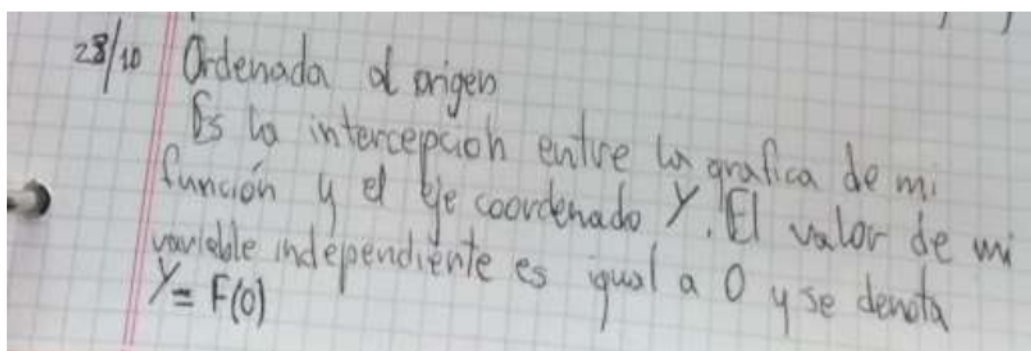 28/10 Ordenada al origen
Es la intercepción entre la grafica de mi
función y el eje coordenado Y. El valor de mi
variable independiente es igual a 0 y se denota
Y = F(0)